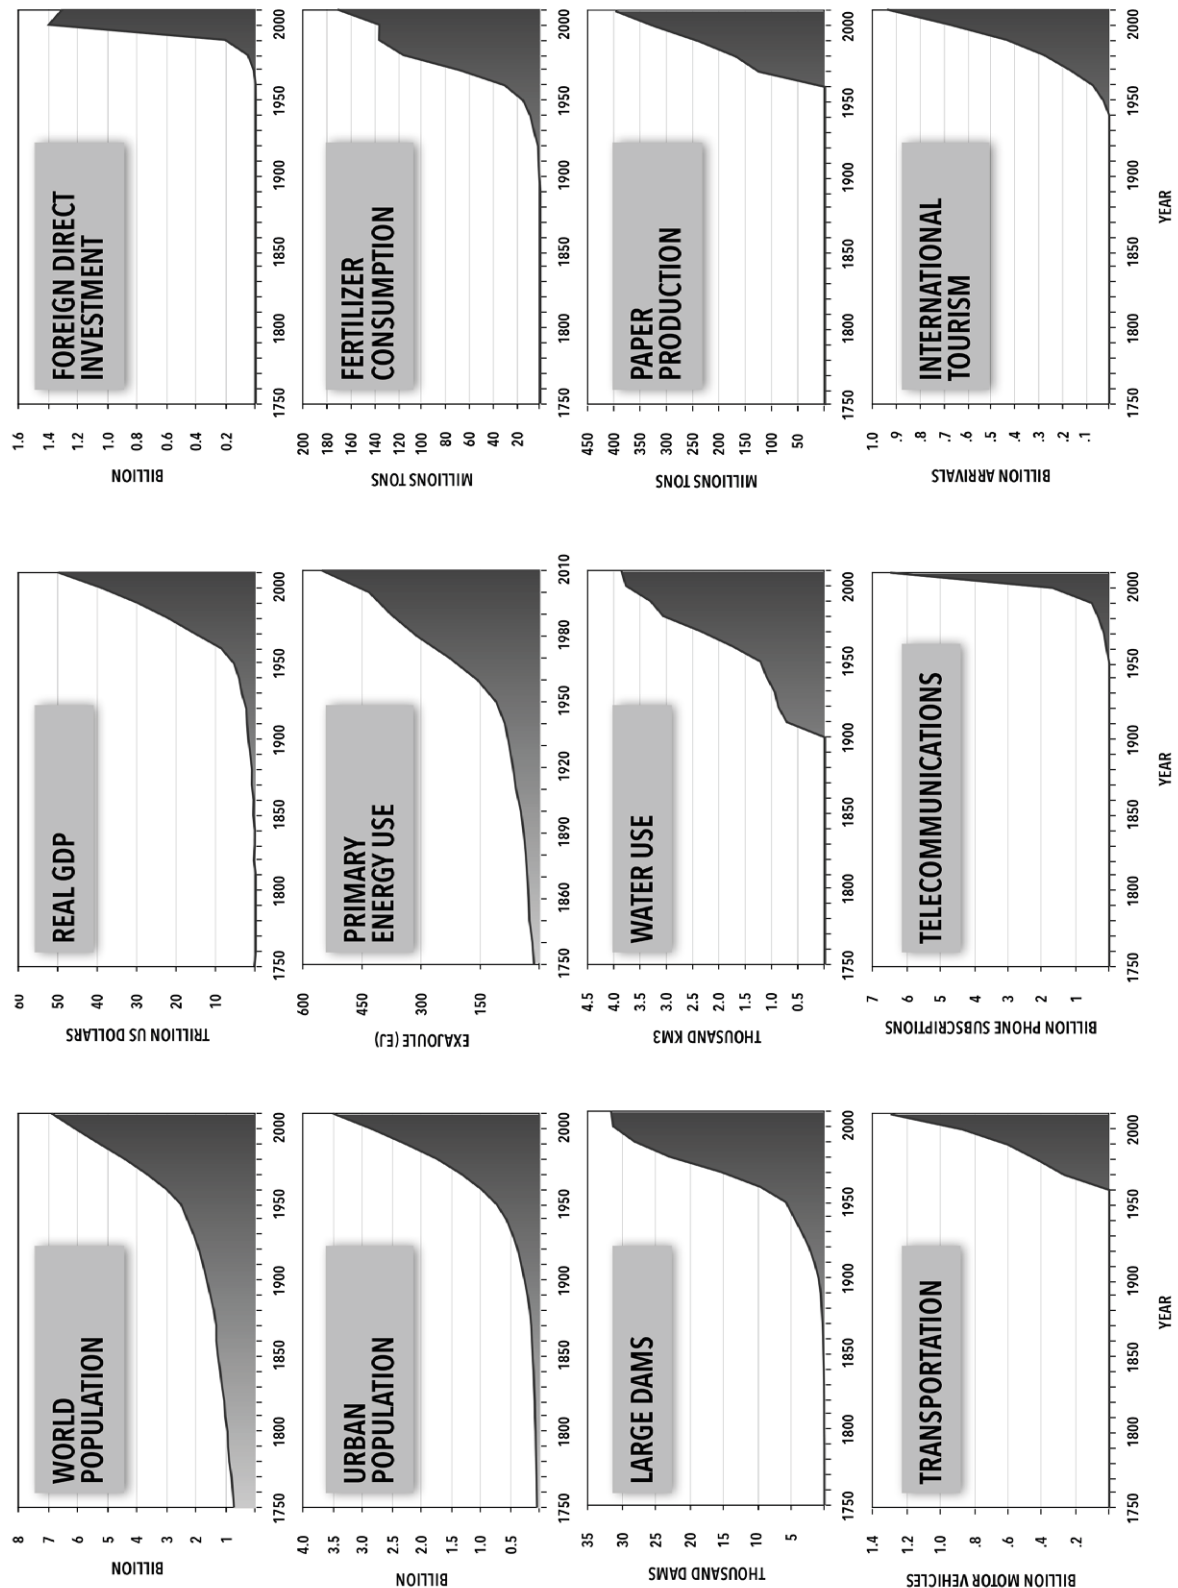 WORLD
POPULATION
BILLION
8
7
6
5
4
3
2
1
1750 1800 1850 1900 1950 2000
REAL GDP
TRILLION US DOLLARS
60
50
40
30
20
10
1750 1800 1850 1900 1950 2000
FOREIGN DIRECT
INVESTMENT
BILLION
1.6
1.4
1.2
1.0
0.8
0.6
0.4
0.2
1750 1800 1850 1900 1950 2000
URBAN
POPULATION
BILLION
4.0
3.5
3.0
2.5
2.0
1.5
1.0
0.5
1750 1800 1850 1900 1950 2000
PRIMARY
ENERGY USE
EXAJOULE (EJ)
600
450
300
150
1750 1860 1890 1920 1950 1980 2010
FERTILIZER
CONSUMPTION
MILLIONS TONS
200
180
160
140
120
100
80
60
40
20
1750 1800 1850 1900 1950 2000
LARGE DAMS
THOUSAND DAMS
35
30
25
20
15
10
5
1750 1800 1850 1900 1950 2000
WATER USE
THOUSAND KM3
4.5
4.0
3.5
3.0
2.5
2.0
1.5
1.0
0.5
1750 1800 1850 1900 1950 2000
PAPER
PRODUCTION
MILLIONS TONS
450
400
350
300
250
200
150
100
50
1750 1800 1850 1900 1950 2000
TRANSPORTATION
BILLION MOTOR VEHICLES
1.4
1.2
1.0
.8
.6
.4
.2
1750 1800 1850 1900 1950 2000
YEAR
TELECOMMUNICATIONS
BILLION PHONE SUBSCRIPTIONS
7
6
5
4
3
2
1
1750 1800 1850 1900 1950 2000
YEAR
INTERNATIONAL
TOURISM
BILLION ARRIVALS
1.0
.9
.8
.7
.6
.5
.4
.3
.2
.1
1750 1800 1850 1900 1950 2000
YEAR